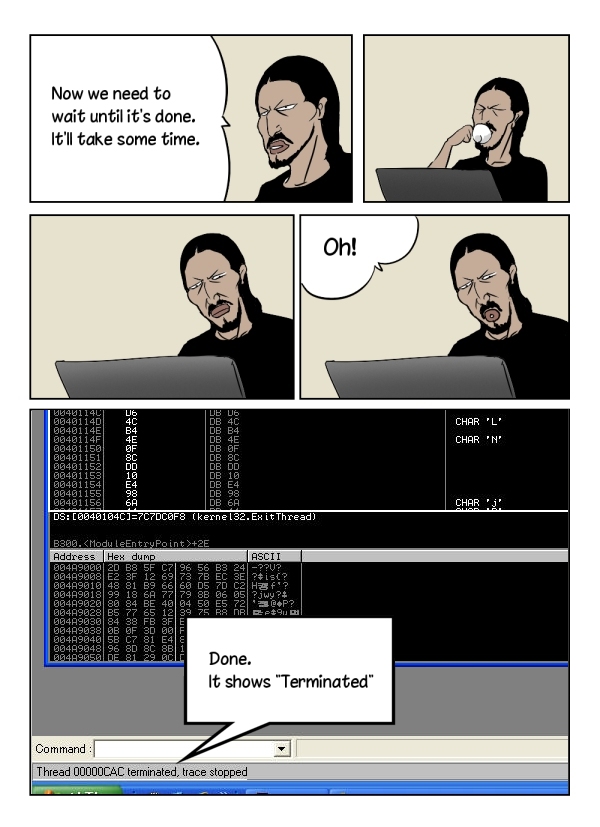 Now we need to
wait until it's done.
It'll take some time.
Oh!
0040114C D6 DB D6
0040114D 4C DB 4C CHAR 'L'
0040114E B4 DB B4
0040114F 4E DB 4E CHAR 'N'
00401150 0F DB 0F
00401151 8C DB 8C
00401152 DD DB DD
00401153 10 DB 10
00401154 E4 DB E4
00401155 98 DB 98
00401156 6A DB 6A CHAR 'j'
DS:[0040104C]=7C7DC0F8 (kernel32.ExitThread)
B300.<ModuleEntryPoint>+2E
Address Hex dump ASCII
004A9000 2D B8 5F C7 96 56 B3 24
004A9008 E2 3F 12 69 73 7B EC 3E
004A9010 48 81 B9 66 60 D5 7D C2
004A9018 99 18 6A 77 79 8B 06 05
004A9020 80 84 BE 40 04 50 E5 72
004A9028 B5 77 65 12 39 75 B8 DB
004A9030 84 38 FB 3F
004A9038 0B 0F 3D 00
004A9040 5B C7 81 E4
004A9048 96 8D 8C 8B
004A9050 DE 81 29 0C
Done.
It shows "Terminated"
Command :
Thread 00000CAC terminated, trace stopped